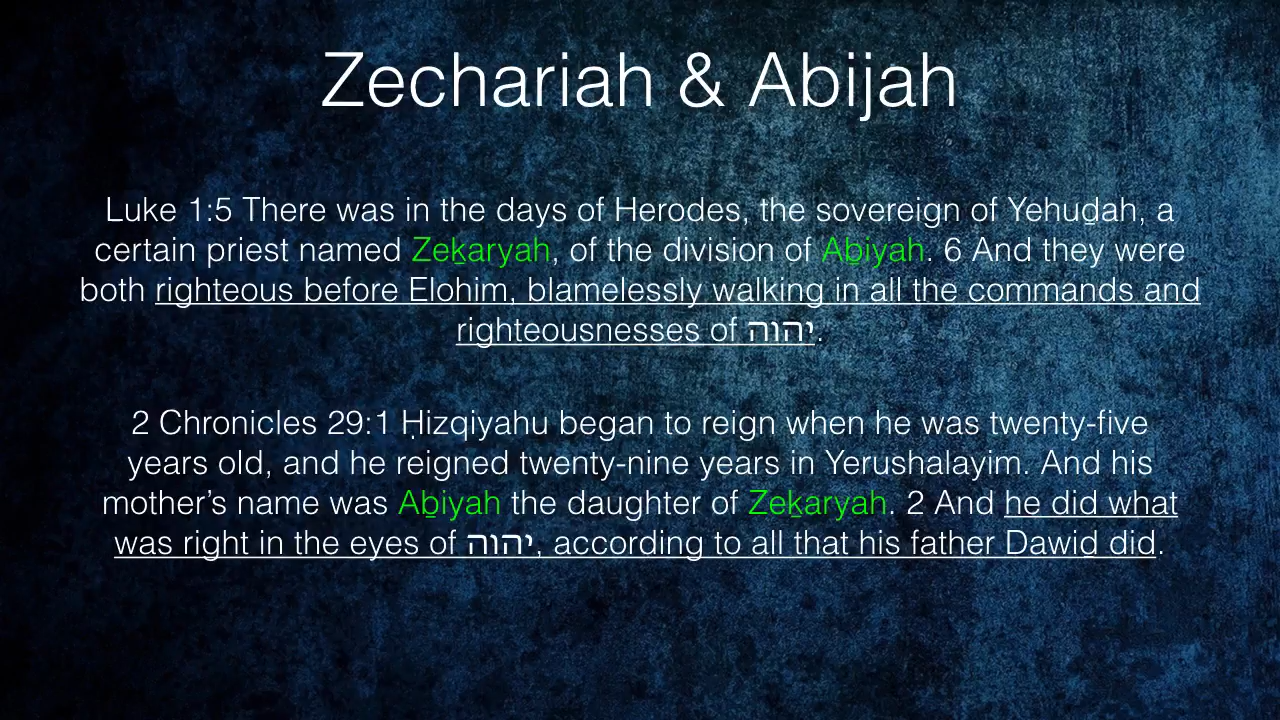 Zechariah & Abijah
Luke 1:5 There was in the days of Herodes, the sovereign of Yehuḏah, a
certain priest named Zeḵaryah, of the division of Aḇiyah. 6 And they were
both righteous before Elohim, blamelessly walking in all the commands and
righteousnesses of יהוה.
2 Chronicles 29:1 Ḥizqiyahu began to reign when he was twenty-five
years old, and he reigned twenty-nine years in Yerushalayim. And his
mother’s name was Aḇiyah the daughter of Zeḵaryah. 2 And he did what
was right in the eyes of יהוה, according to all that his father Dawiḏ did.